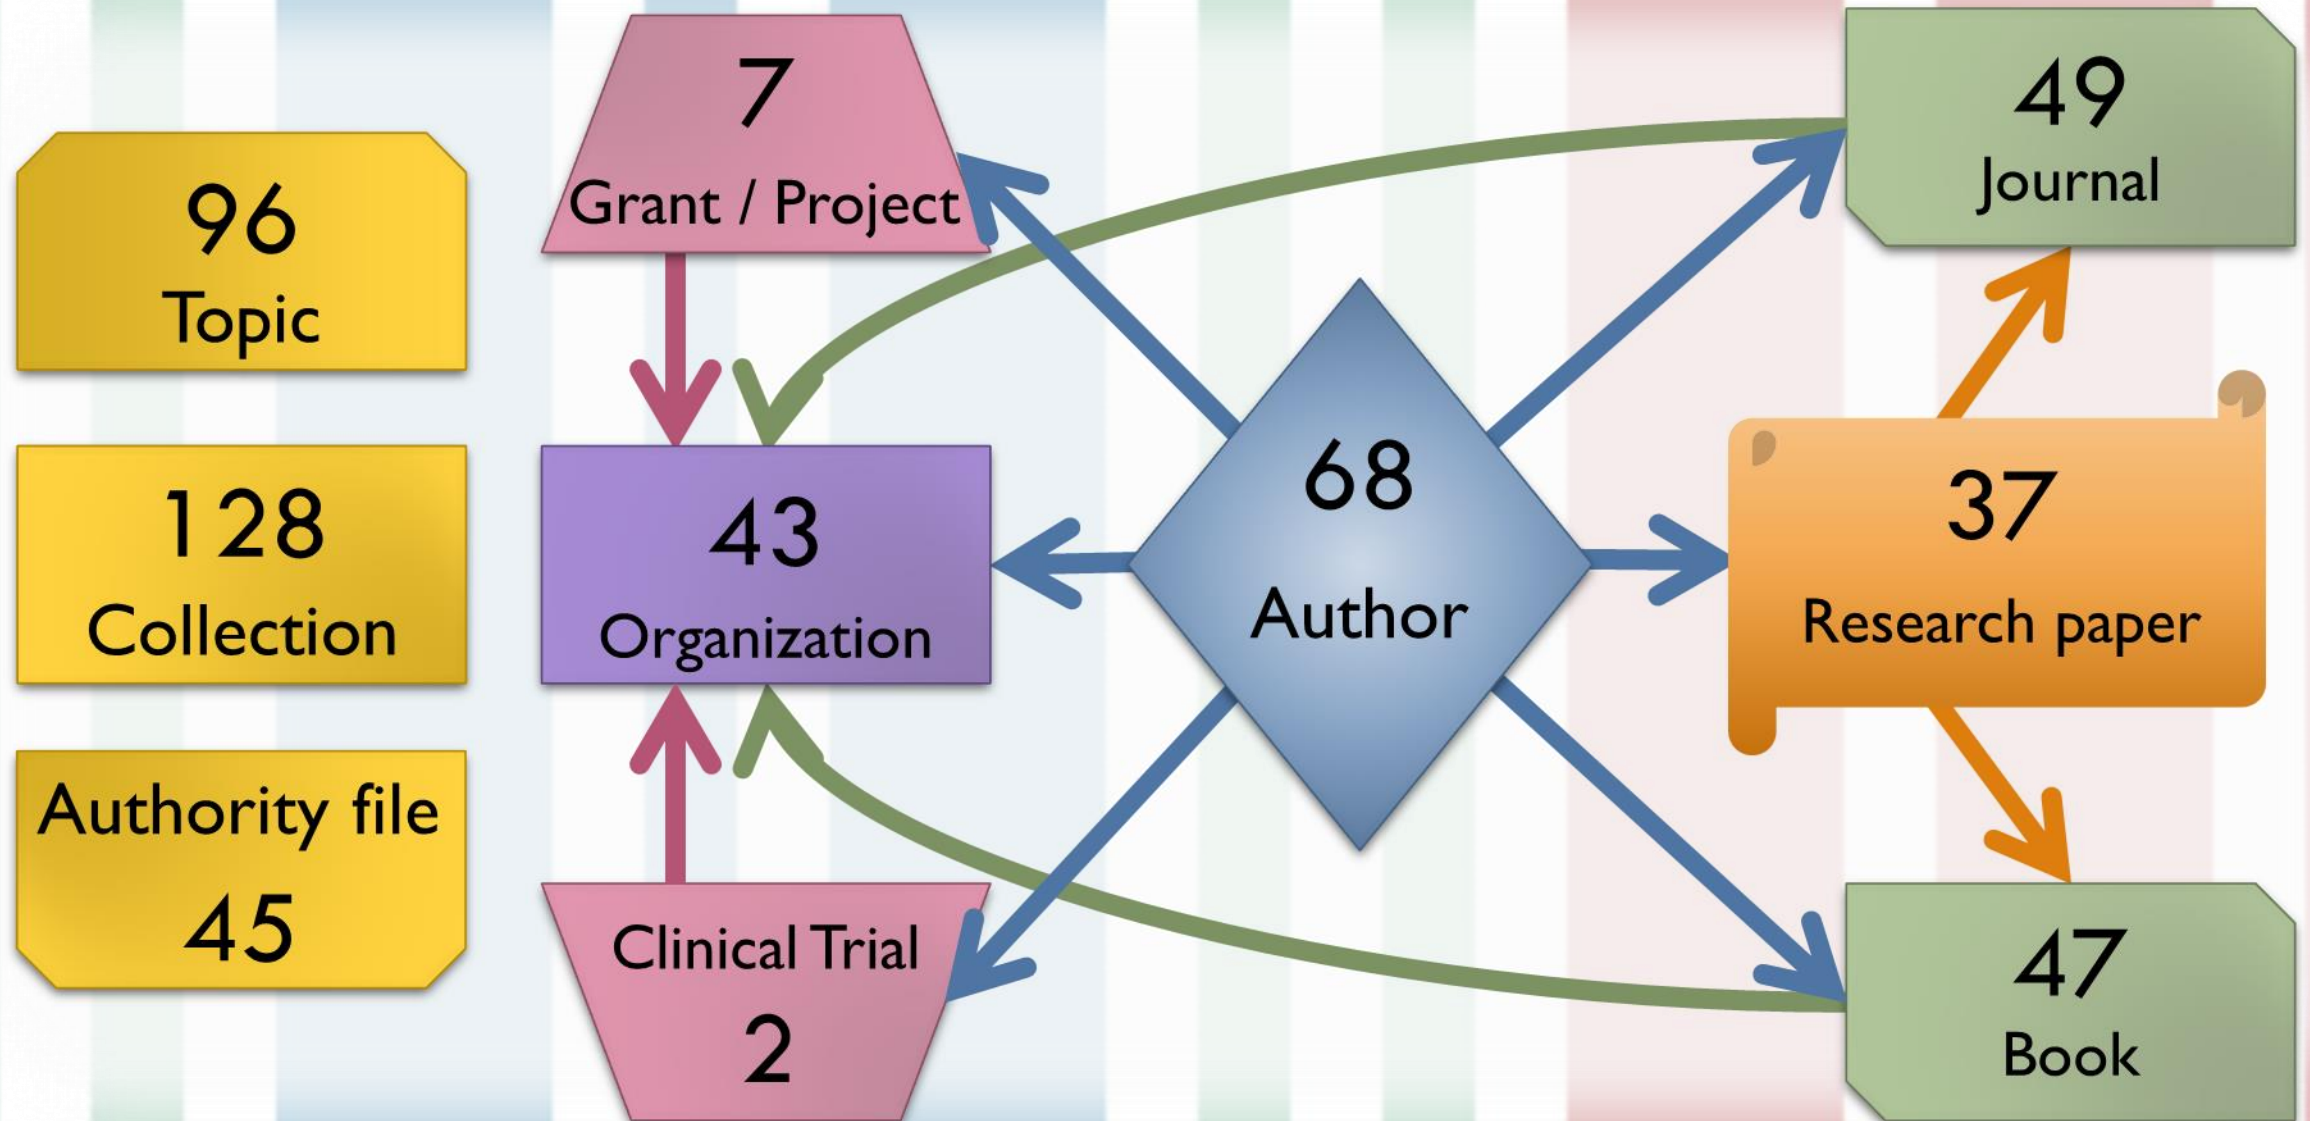 96
Topic
128
Collection
Authority file
45
7
Grant / Project
43
Organization
Clinical Trial
2
68
Author
49
Journal
37
Research paper
47
Book